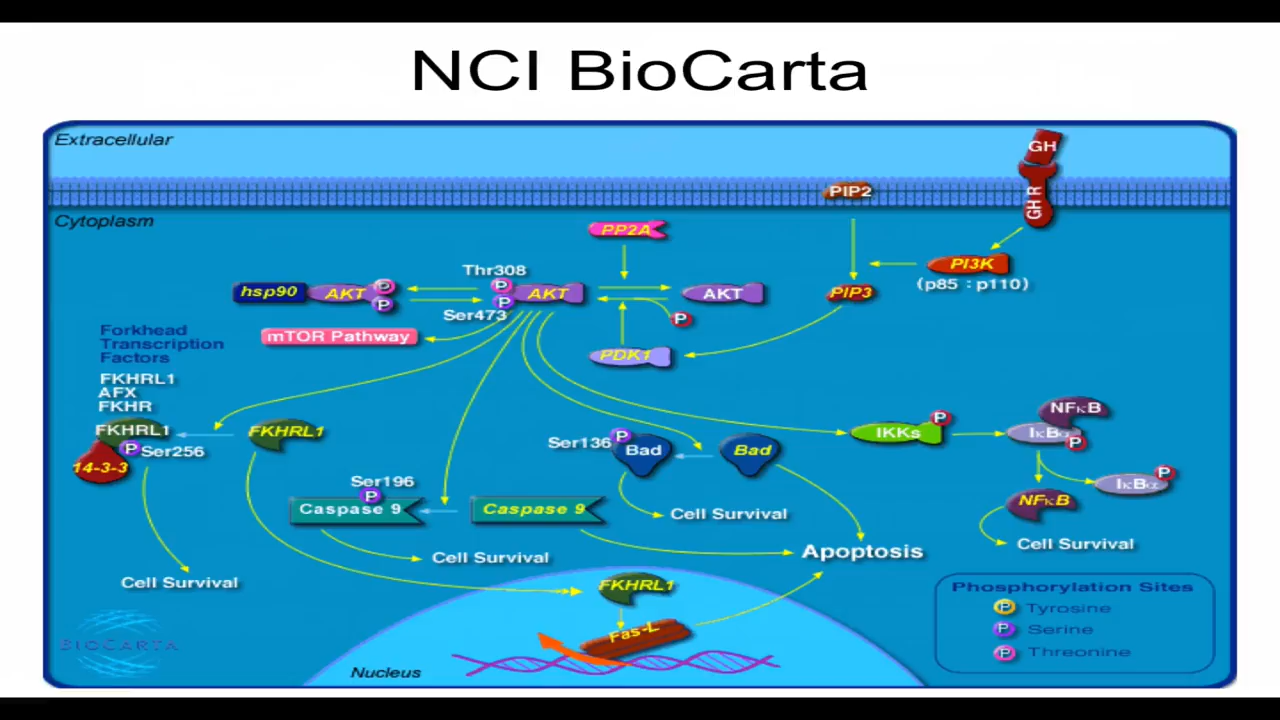 NCI BioCarta
Extracellular
GH
GHR
PIP2
Cytoplasm
PP2A
PI3K
(p85 : p110)
Thr308
hsp90
AKT
P
P
P
P
AKT
AKT
PIP3
Ser473
P
mTOR Pathway
PDK1
Forkhead
Transcription
Factors
FKHRL1
AFX
FKHR
FKHRL1
P
Ser256
14-3-3
FKHRL1
Ser136
P
Bad
Bad
IKKs
P
NFκB
IκBα
P
Ser196
P
Caspase 9
Caspase 9
Cell Survival
IκBα
P
NFκB
Cell Survival
Cell Survival
Apoptosis
Cell Survival
FKHRL1
Fas-L
Nucleus
BIOCARTA
Phosphorylation Sites
P Tyrosine
P Serine
P Threonine